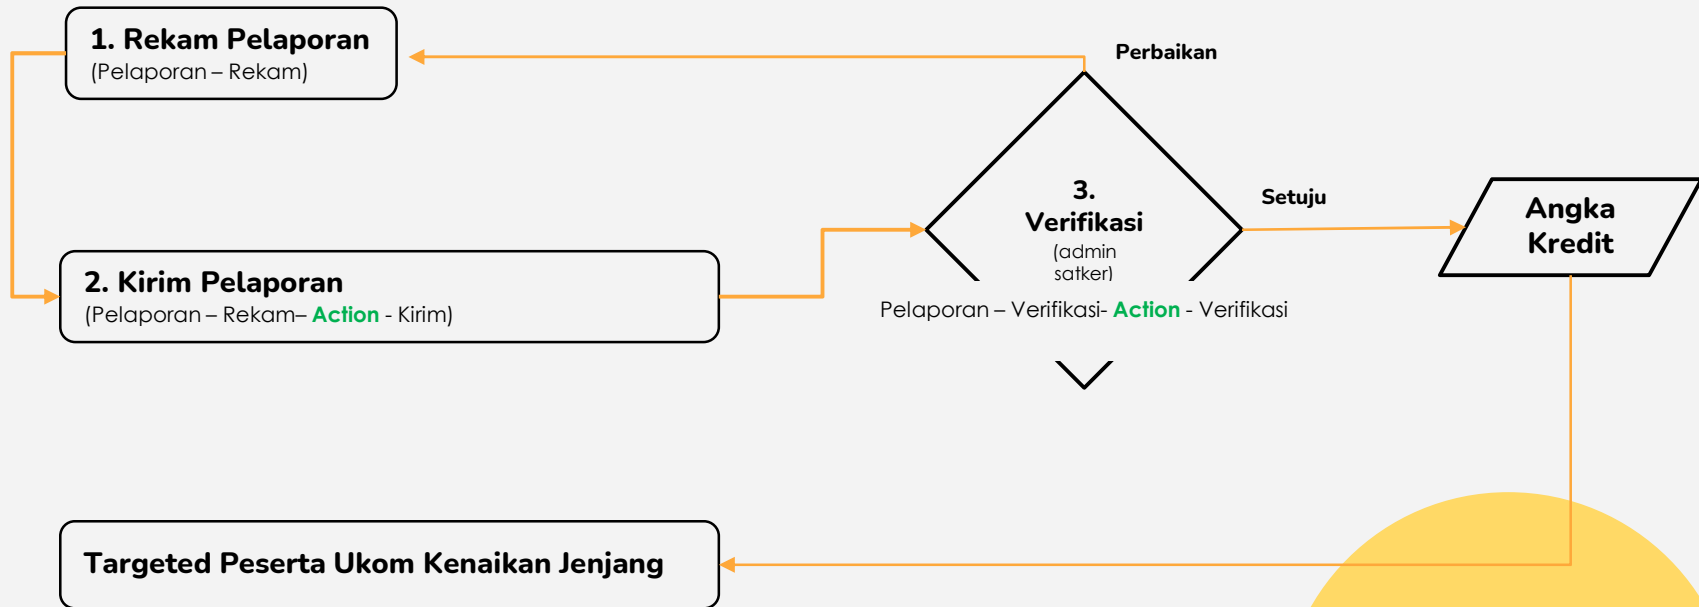 1. Rekam Pelaporan
(Pelaporan – Rekam)
Perbaikan
3.
Verifikasi
(admin
satker)
Setuju
Angka
Kredit
2. Kirim Pelaporan
(Pelaporan – Rekam– Action - Kirim)
Pelaporan – Verifikasi- Action - Verifikasi
Targeted Peserta Ukom Kenaikan Jenjang